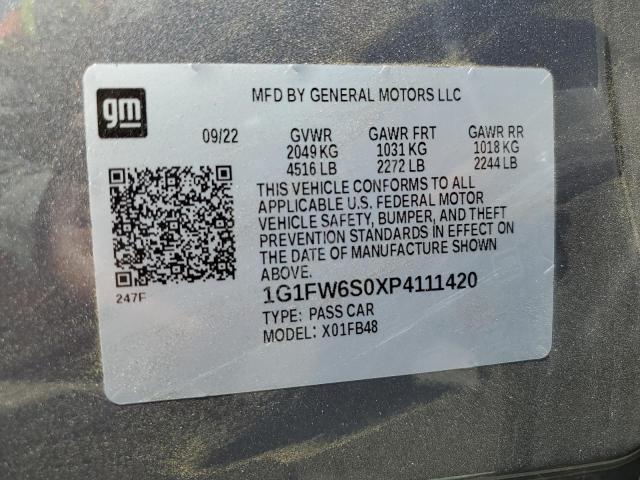 gm
MFD BY GENERAL MOTORS LLC
09/22 GVWR GAWR FRT GAWR RR
2049 KG 1031 KG 1018 KG
4516 LB 2272 LB 2244 LB
THIS VEHICLE CONFORMS TO ALL
APPLICABLE U.S. FEDERAL MOTOR
VEHICLE SAFETY, BUMPER, AND THEFT
PREVENTION STANDARDS IN EFFECT ON
THE DATE OF MANUFACTURE SHOWN
ABOVE.
247F
1G1FW6S0XP4111420
TYPE: PASS CAR
MODEL: X01FB48